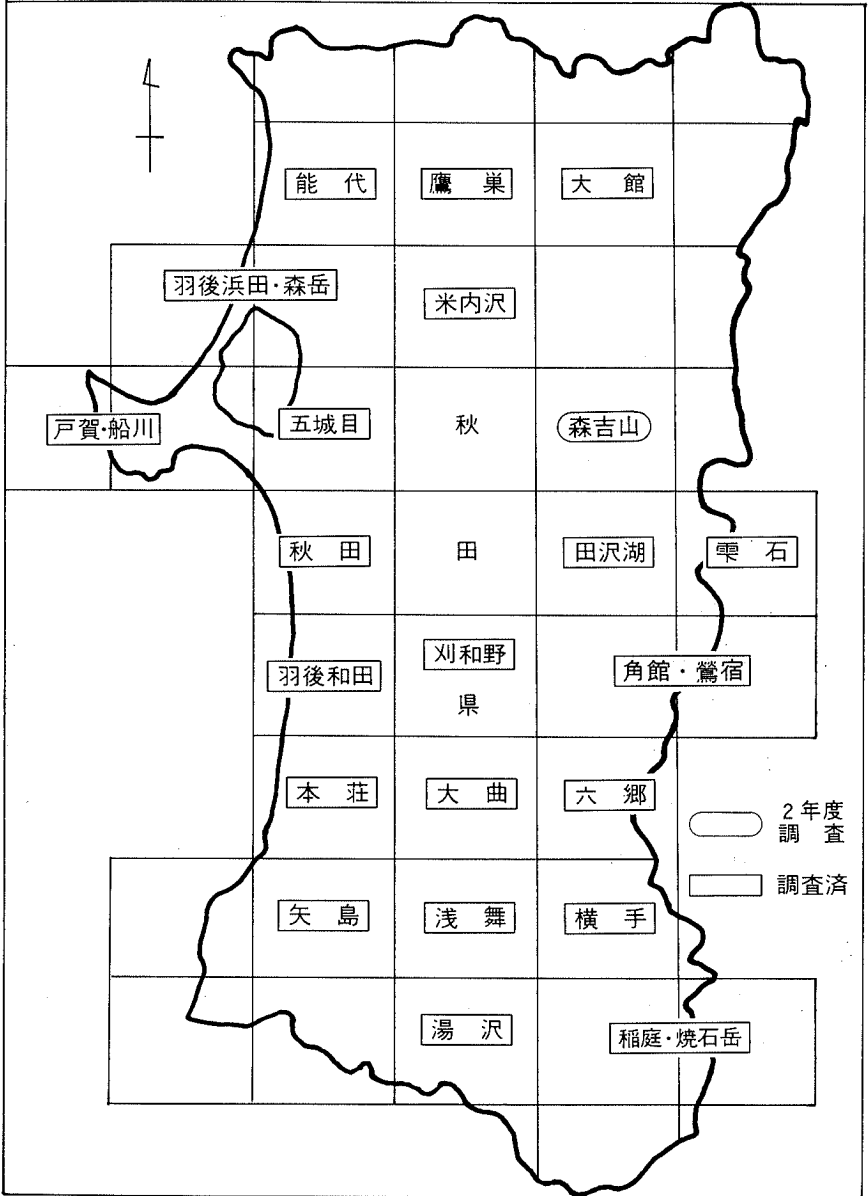 能代
鷹巣
大館
羽後浜田・森岳
米内沢
戸賀・船川
五城目
秋
森吉山
秋田
田
田沢湖
雫石
羽後和田
刈和野
県
角館・鶯宿
本荘
大曲
六郷
2年度
調査
調査済
矢島
浅舞
横手
湯沢
稲庭・焼石岳